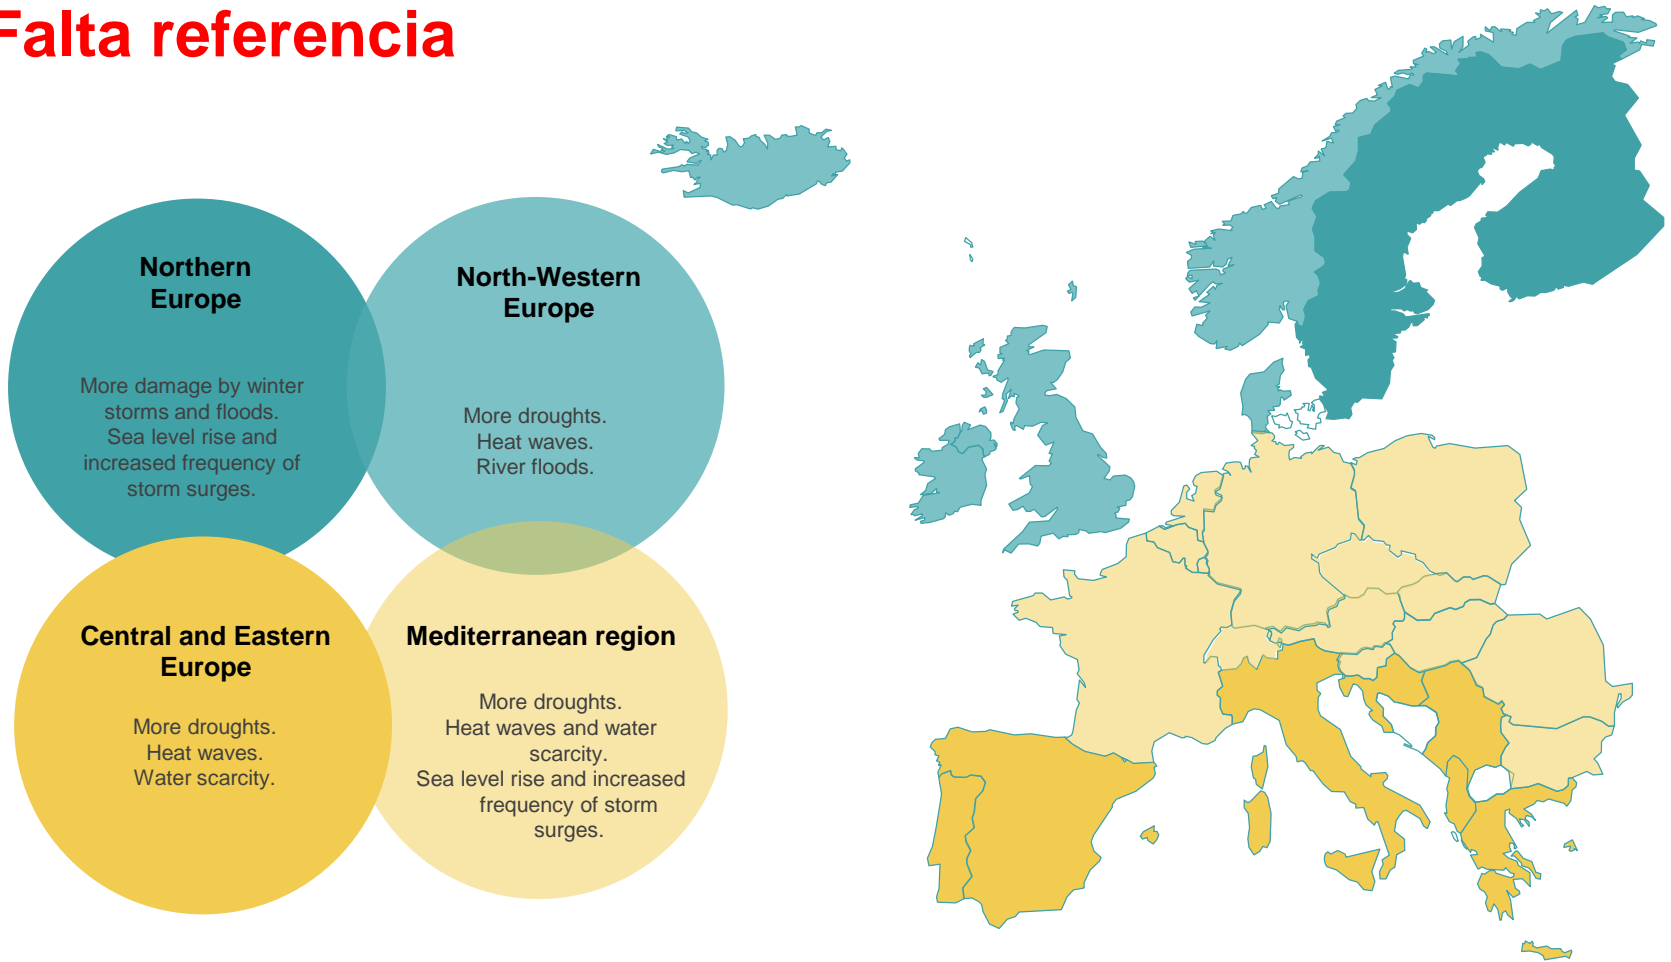 Falta referencia
Northern
Europe
More damage by winter
storms and floods.
Sea level rise and
increased frequency of
storm surges.
North-Western
Europe
More droughts.
Heat waves.
River floods.
Central and Eastern
Europe
More droughts.
Heat waves.
Water scarcity.
Mediterranean region
More droughts.
Heat waves and water
scarcity.
Sea level rise and increased
frequency of storm
surges.